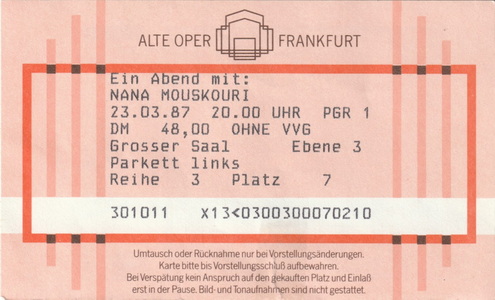 ALTE OPER FRANKFURT
Ein Abend mit:
NANA MOUSKOURI
23.03.87 20.00 UHR PGR 1
DM 48,00 OHNE VVG
Grosser Saal Ebene 3
Parkett links
Reihe 3 Platz 7
301011 X13<0300300070210
Umtausch oder Rücknahme nur bei Vorstellungsänderungen.
Karte bitte bis Vorstellungsschluß aufbewahren.
Bei Verspätung kein Anspruch auf den gekauften Platz und Einlaß
erst in der Pause. Bild- und Tonaufnahmen sind nicht gestattet.